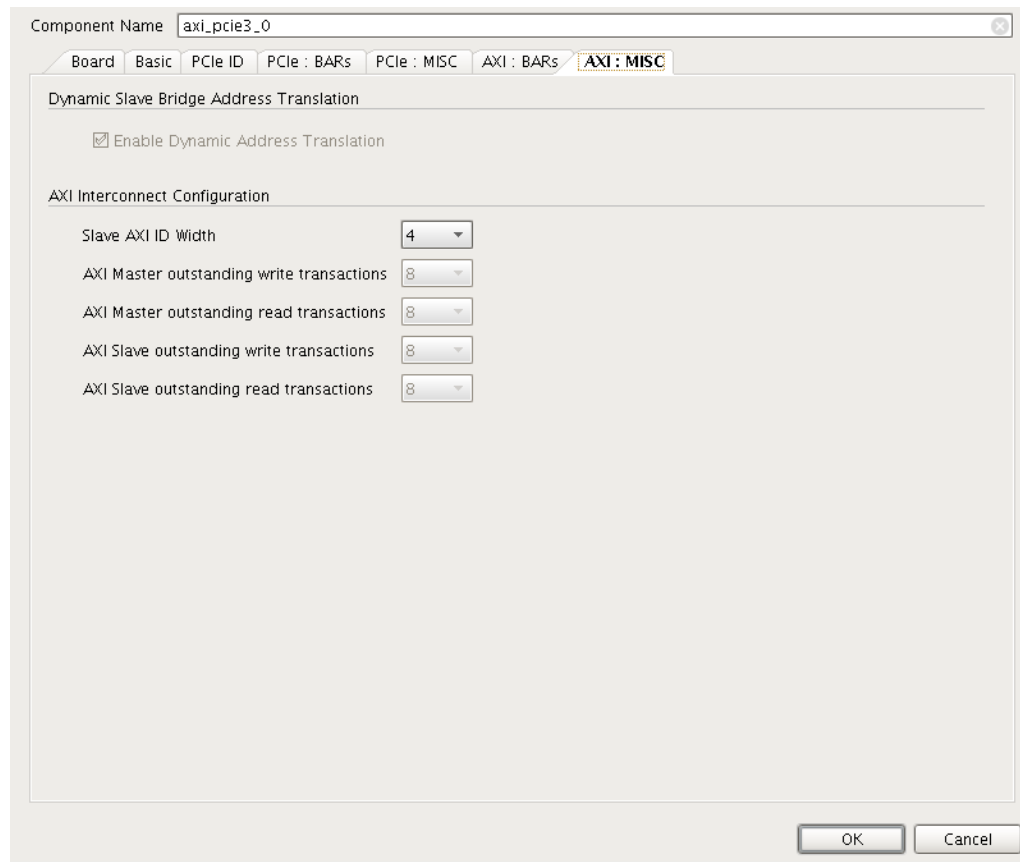 Component Name axi_pcie3_0
Board Basic PCIe ID PCIe : BARs PCIe : MISC AXI : BARs AXI : MISC
Dynamic Slave Bridge Address Translation
Enable Dynamic Address Translation
AXI Interconnect Configuration
Slave AXI ID Width 4
AXI Master outstanding write transactions 8
AXI Master outstanding read transactions 8
AXI Slave outstanding write transactions 8
AXI Slave outstanding read transactions 8
OK Cancel